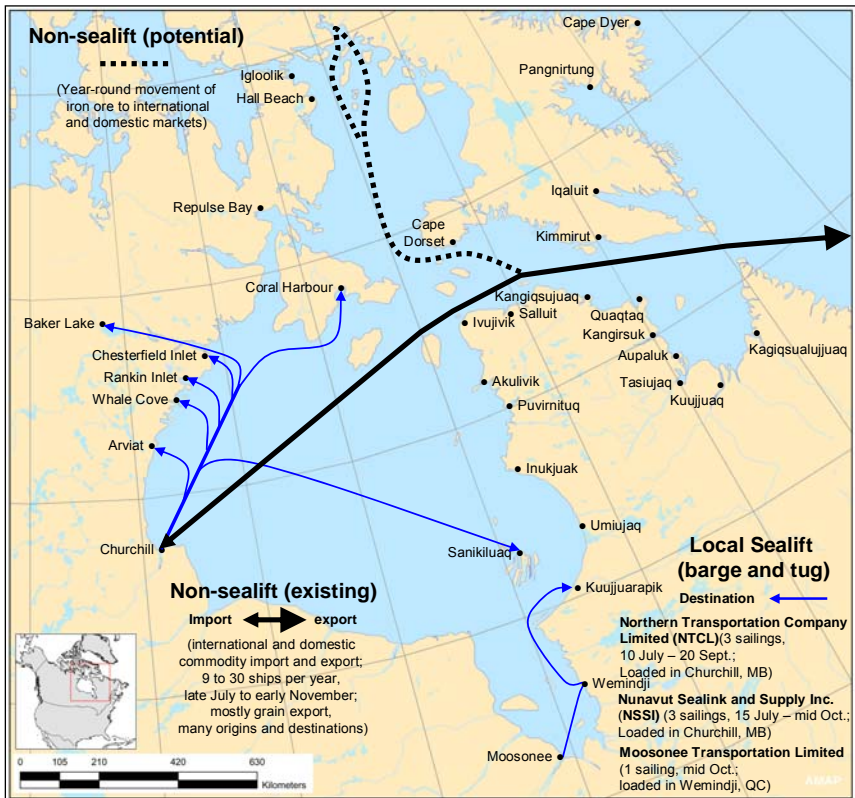 Non-sealift (potential)
(Year-round movement of
iron ore to international
and domestic markets)
Cape Dyer
Pangnirtung
Igloolik
Hall Beach
Iqaluit
Repulse Bay
Cape
Dorset
Kimmirut
Coral Harbour
Kangiqsujuaq
Salluit
Quaqtaq
Baker Lake
Ivujivik
Kangirsuk
Kagiqsualujjuaq
Chesterfield Inlet
Aupaluk
Rankin Inlet
Akulivik
Tasiujaq
Whale Cove
Kuujjuaq
Puvirnituq
Arviat
Inukjuak
Umiujaq
Churchill
Sanikiluaq
Kuujjuarapik
Wemindji
Moosonee
Non-sealift (existing)
Import
export
(international and domestic
commodity import and export;
9 to 30 ships per year,
late July to early November;
mostly grain export,
many origins and destinations)
Local Sealift
(barge and tug)
Destination
Northern Transportation Company
Limited (NTCL)(3 sailings,
10 July – 20 Sept.;
Loaded in Churchill, MB)
Nunavut Sealink and Supply Inc.
(NSSI) (3 sailings, 15 July – mid Oct.;
Loaded in Churchill, MB)
Moosonee Transportation Limited
(1 sailing, mid Oct.;
loaded in Wemindji, QC)
0 105 210 420 630
Kilometers
AMAP